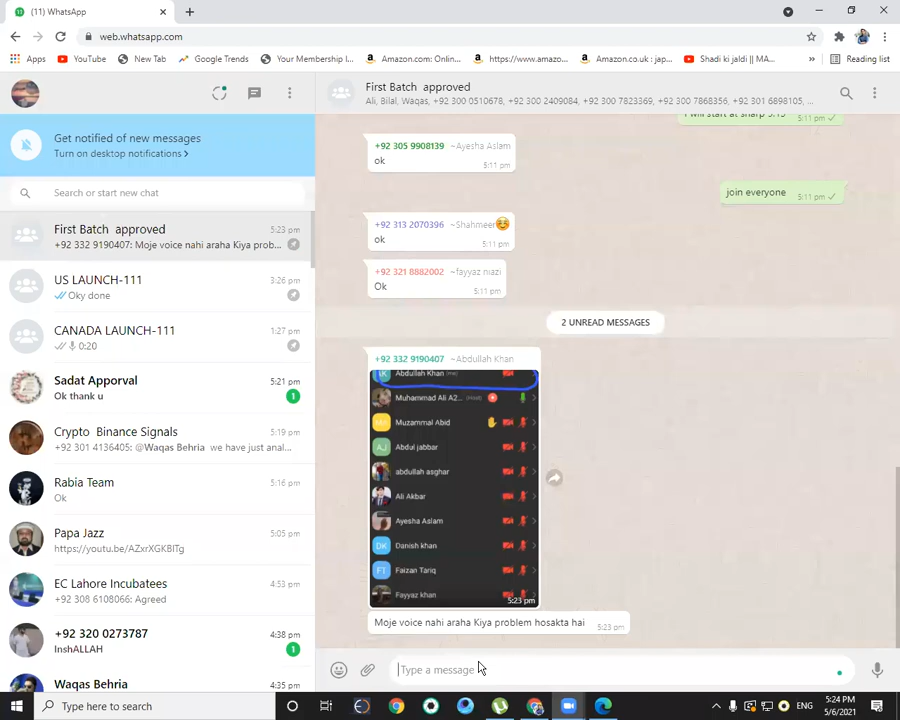 (11) WhatsApp
web.whatsapp.com
Apps
YouTube
New Tab
Google Trends
Your Membership I...
Amazon.com: Onlin...
https://www.amazo...
Amazon.co.uk : jap...
Shadi ki jaldi || MA...
Reading list
Get notified of new messages
Turn on desktop notifications >
Search or start new chat
First Batch approved
5:23 pm
+92 332 9190407: Moje voice nahi araha Kiya prob...
US LAUNCH-111
3:26 pm
Oky done
CANADA LAUNCH-111
1:27 pm
0:20
Sadat Apporval
5:21 pm
Ok thank u
1
Crypto Binance Signals
5:19 pm
+92 301 4136405: @Waqas Behria we have just anal...
Rabia Team
5:16 pm
Ok
Papa Jazz
5:05 pm
https://youtu.be/AZxrXGKBITg
EC Lahore Incubatees
4:53 pm
+92 308 6108066: Agreed
+92 320 0273787
4:38 pm
InshALLAH
1
Waqas Behria
4:35 pm
First Batch approved
Ali, Bilal, Waqas, +92 300 0510678, +92 300 2409084, +92 300 7823369, +92 300 7868356, +92 301 6898105, ...
I will start at sharp 5:15
5:11 pm
+92 305 9908139 ~Ayesha Aslam
ok
5:11 pm
join everyone
5:11 pm
+92 313 2070396 ~Shahmeer
ok
5:11 pm
+92 321 8882002 ~fayyaz niazi
Ok
5:11 pm
2 UNREAD MESSAGES
+92 332 9190407 ~Abdullah Khan
Abdullah Khan (me)
Muhammad Ali A2... (Host)
Muzammal Abid
AJ Abdul jabbar
abdullah asghar
Ali Akbar
Ayesha Aslam
DK Danish khan
FT Faizan Tariq
Fayyaz khan
5:23 pm
Moje voice nahi araha Kiya problem hosakta hai
5:23 pm
Type a message
Type here to search
ENG
5:24 PM
5/6/2021